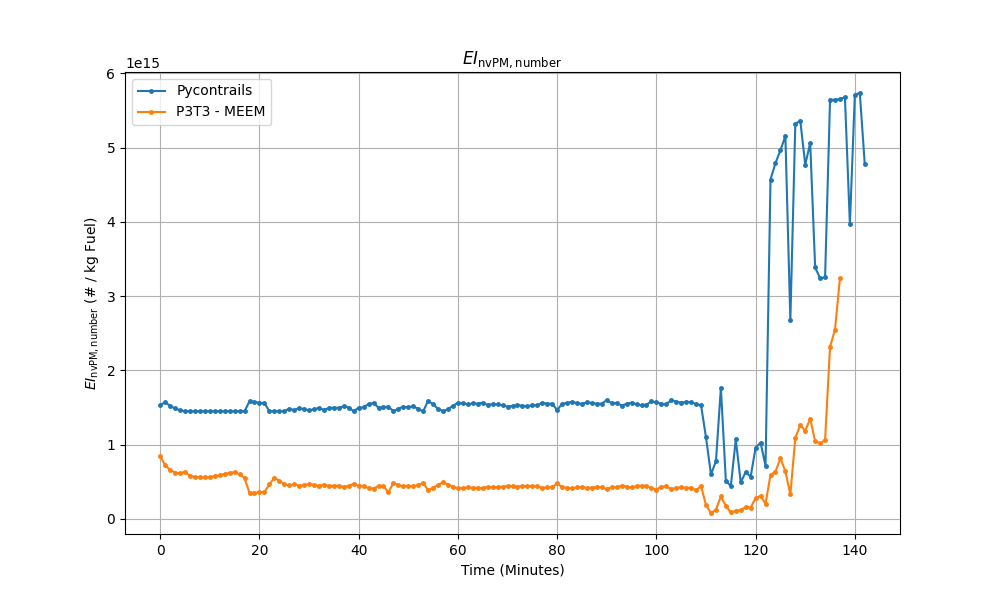 EI_nvPM, number
1e15
Pycontrails
P3T3 - MEEM
6
5
4
3
2
1
0
EI_nvPM, number (# / kg Fuel)
0 20 40 60 80 100 120 140
Time (Minutes)